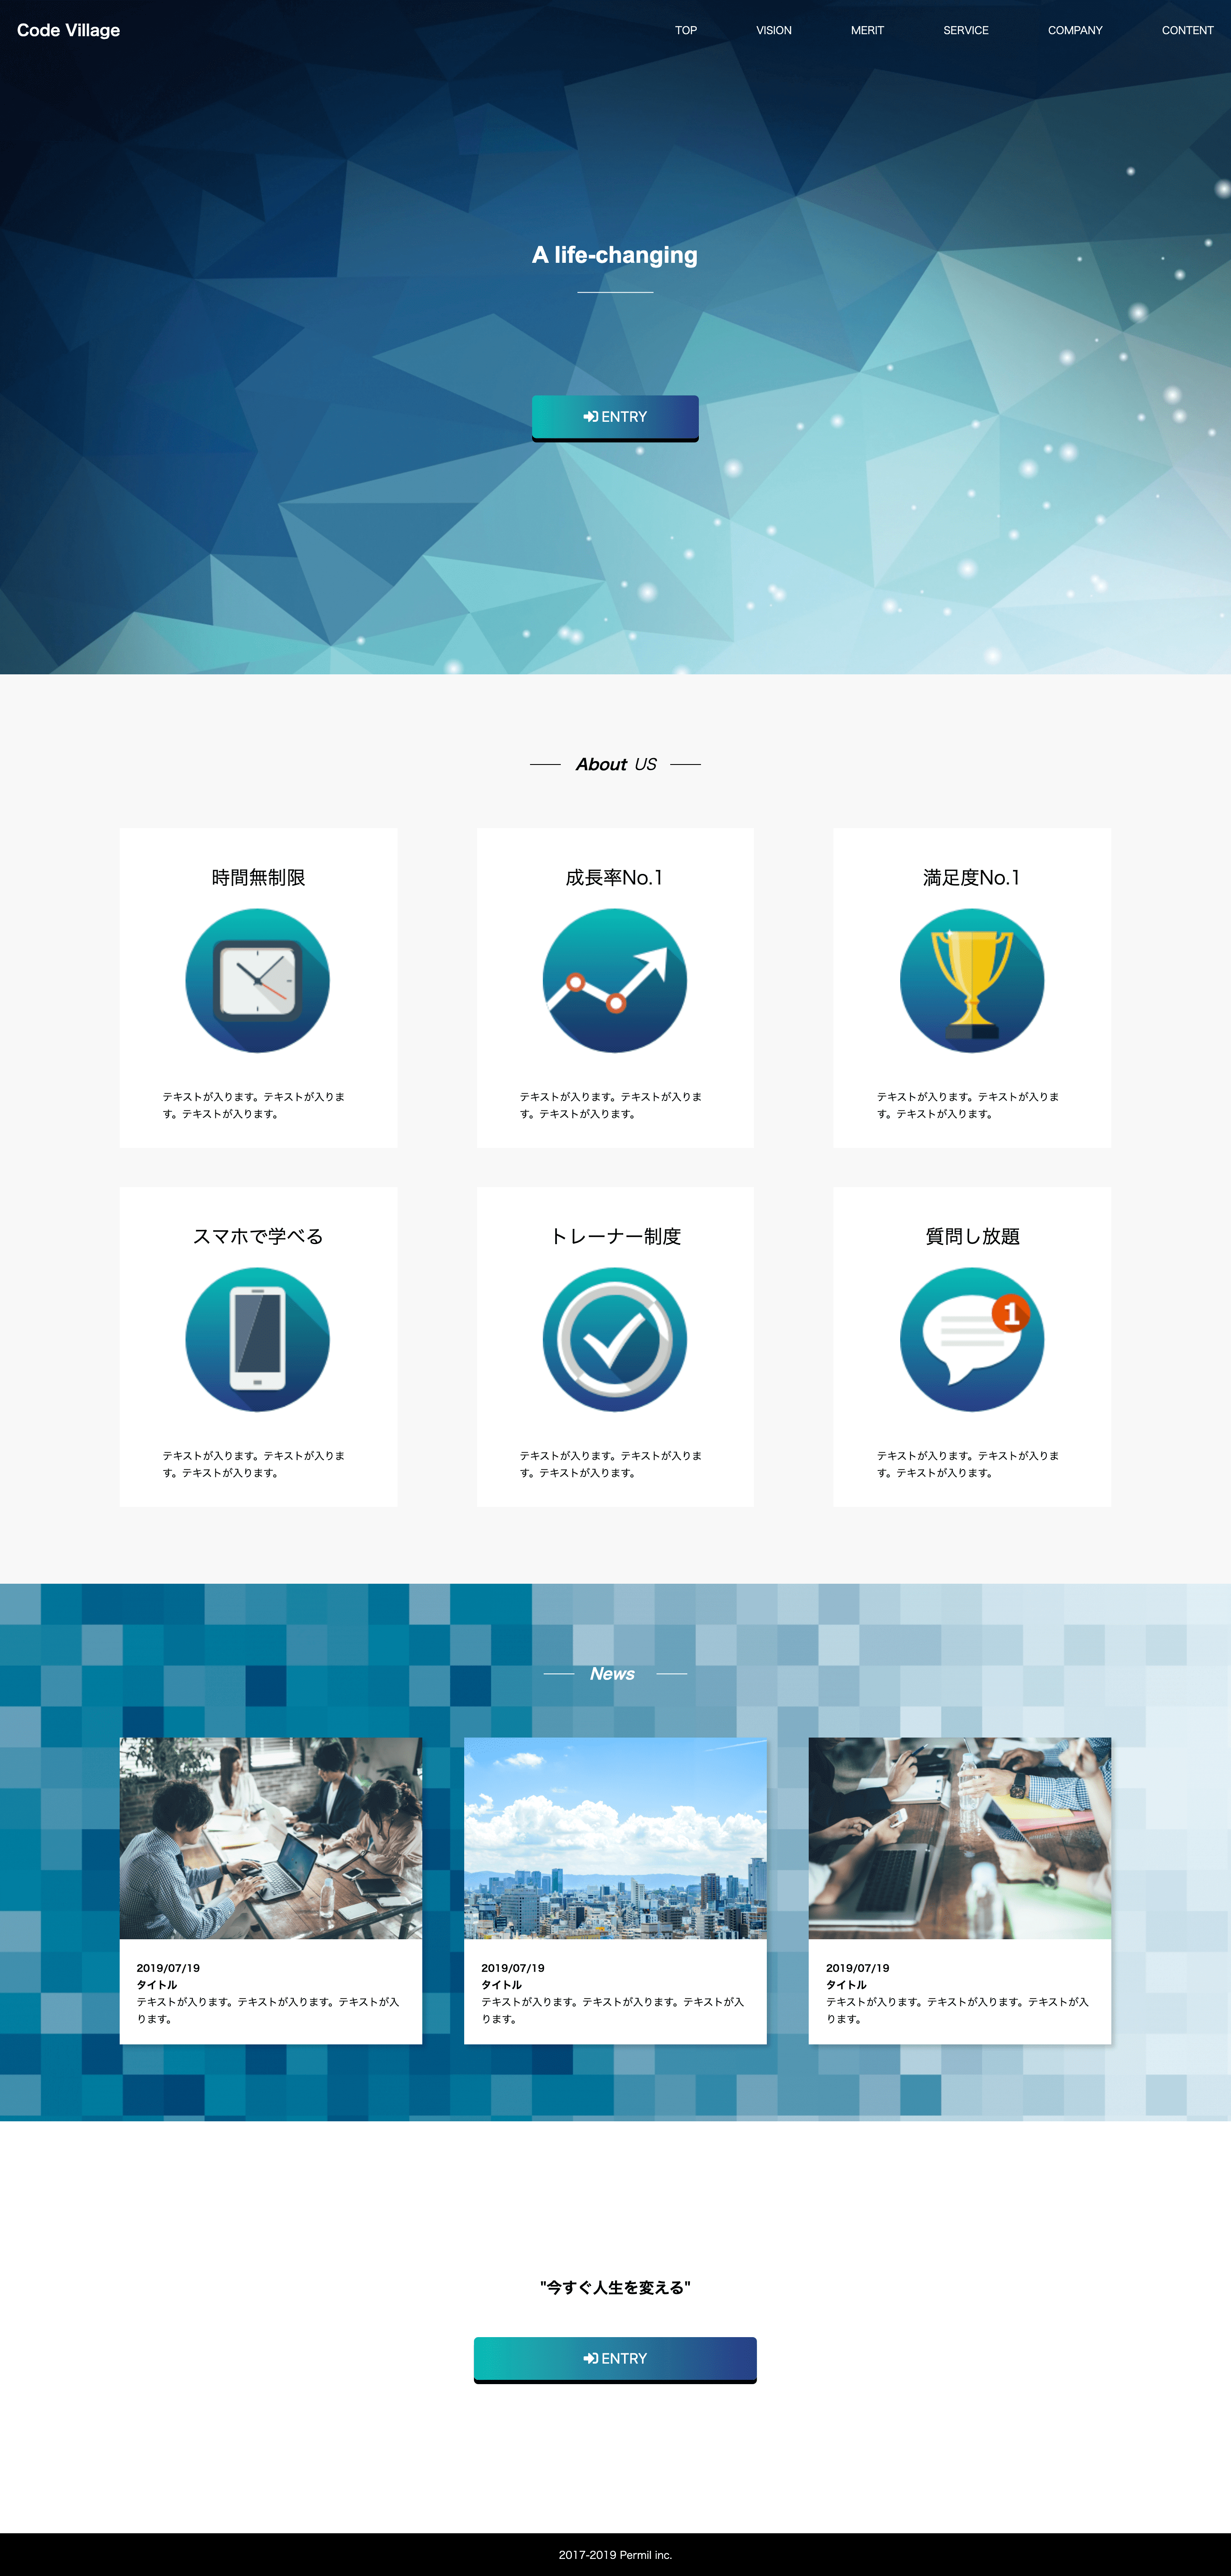 Code Village
TOP VISION MERIT SERVICE COMPANY CONTENT
A life-changing
ENTRY
About US
時間無制限
テキストが入ります。テキストが入りま
す。テキストが入ります。
成長率No.1
テキストが入ります。テキストが入りま
す。テキストが入ります。
満足度No.1
テキストが入ります。テキストが入りま
す。テキストが入ります。
スマホで学べる
テキストが入ります。テキストが入りま
す。テキストが入ります。
トレーナー制度
テキストが入ります。テキストが入りま
す。テキストが入ります。
質問し放題
1
テキストが入ります。テキストが入りま
す。テキストが入ります。
News
2019/07/19
タイトル
テキストが入ります。テキストが入ります。テキストが入
ります。
2019/07/19
タイトル
テキストが入ります。テキストが入ります。テキストが入
ります。
2019/07/19
タイトル
テキストが入ります。テキストが入ります。テキストが入
ります。
"今すぐ人生を変える"
ENTRY
2017-2019 Permil inc.